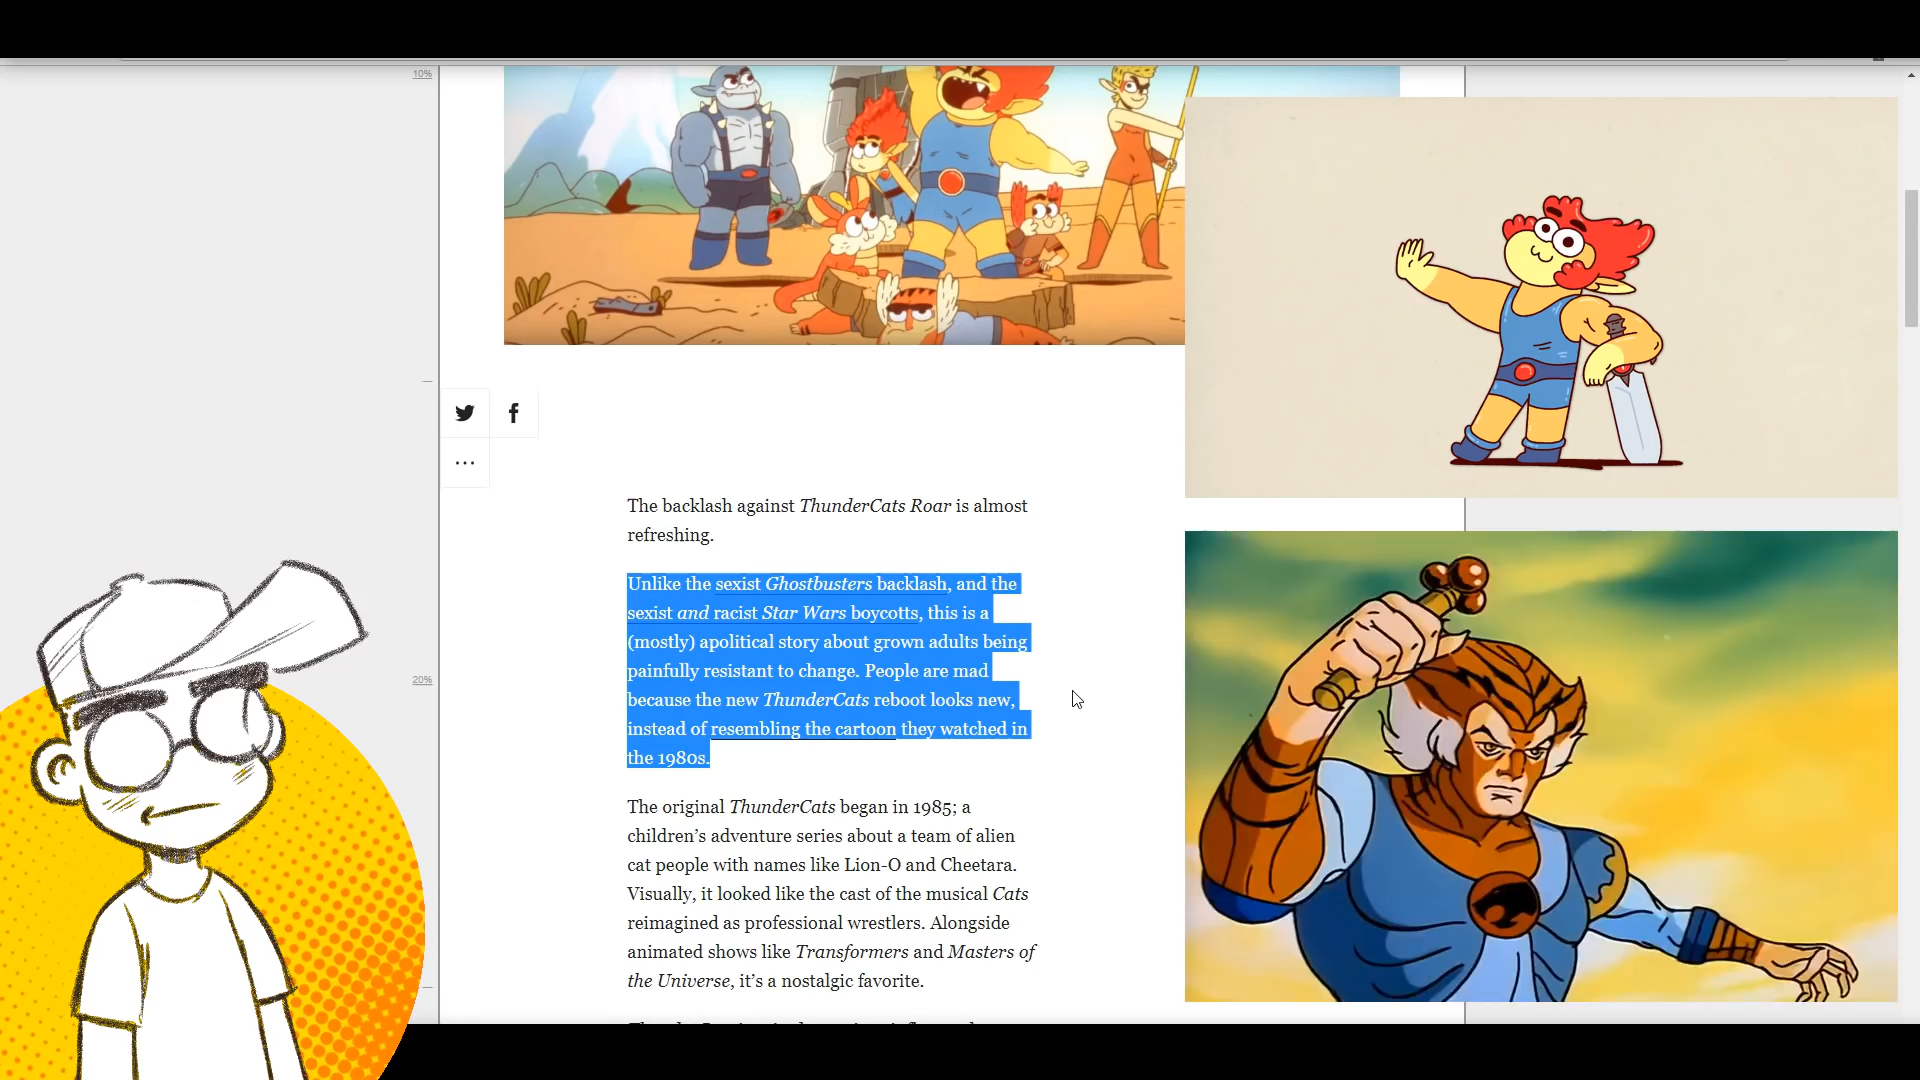 10%
The backlash against ThunderCats Roar is almost
refreshing.
Unlike the sexist Ghostbusters backlash, and the
sexist and racist Star Wars boycotts, this is a
(mostly) apolitical story about grown adults being
painfully resistant to change. People are mad
because the new ThunderCats reboot looks new,
instead of resembling the cartoon they watched in
the 1980s.
20%
The original ThunderCats began in 1985; a
children’s adventure series about a team of alien
cat people with names like Lion-O and Cheetara.
Visually, it looked like the cast of the musical Cats
reimagined as professional wrestlers. Alongside
animated shows like Transformers and Masters of
the Universe, it’s a nostalgic favorite.